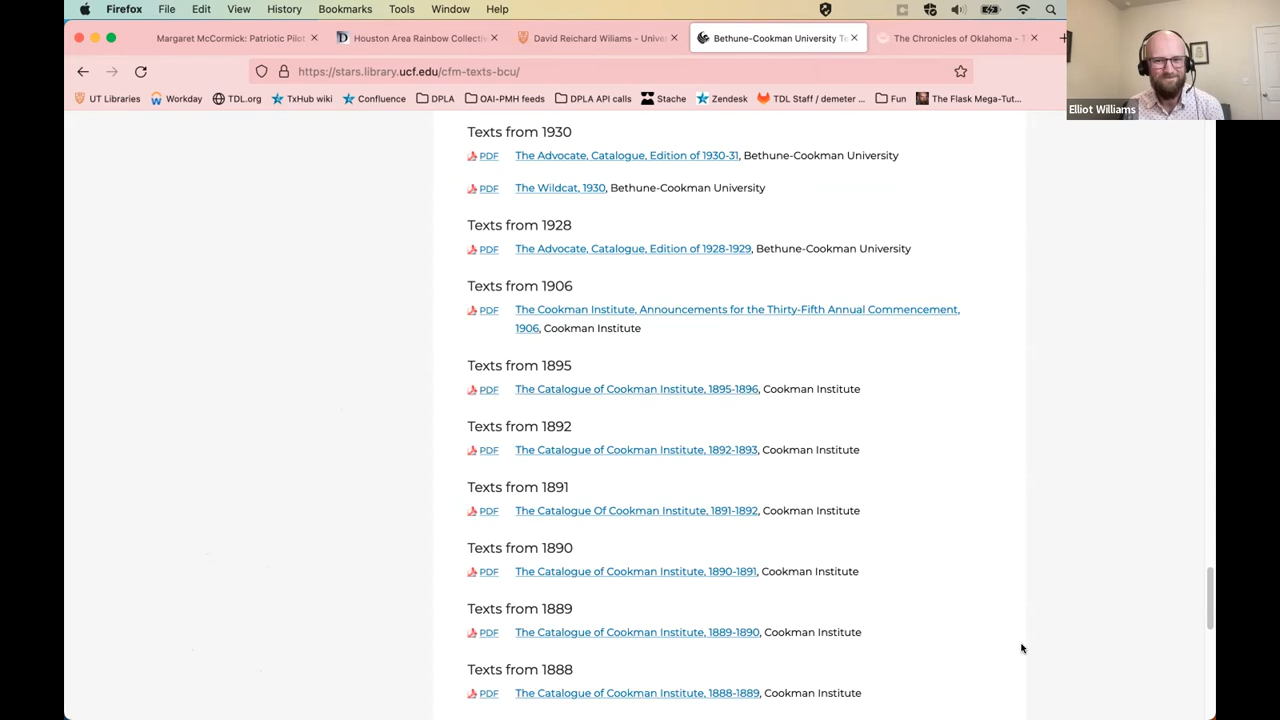 Firefox File Edit View History Bookmarks Tools Window Help
Margaret McCormick: Patriotic Pilot
Houston Area Rainbow Collectiv
David Reichard Wiliams - Univer
Bethune-Cookman University Te
The Chronicles of Oklahoma - 1
https://stars.library.ucf.edu/cfm-texts-bcu/
UT Libraries Workday TDL.org TxHub wiki Confluence DPLA OAI-PMH feeds DPLA API calls Stache Zendesk TDL Staff / demeter ... Fun The Flask Mega-Tut...
Elliot Williams
Texts from 1930
PDF The Advocate, Catalogue, Edition of 1930-31, Bethune-Cookman University
PDF The Wildcat, 1930, Bethune-Cookman University
Texts from 1928
PDF The Advocate, Catalogue, Edition of 1928-1929, Bethune-Cookman University
Texts from 1906
PDF The Cookman Institute, Announcements for the Thirty-Fifth Annual Commencement,
1906, Cookman Institute
Texts from 1895
PDF The Catalogue of Cookman Institute, 1895-1896, Cookman Institute
Texts from 1892
PDF The Catalogue of Cookman Institute, 1892-1893, Cookman Institute
Texts from 1891
PDF The Catalogue Of Cookman Institute, 1891-1892, Cookman Institute
Texts from 1890
PDF The Catalogue of Cookman Institute, 1890-1891, Cookman Institute
Texts from 1889
PDF The Catalogue of Cookman Institute, 1889-1890, Cookman Institute
Texts from 1888
PDF The Catalogue of Cookman Institute, 1888-1889, Cookman Institute